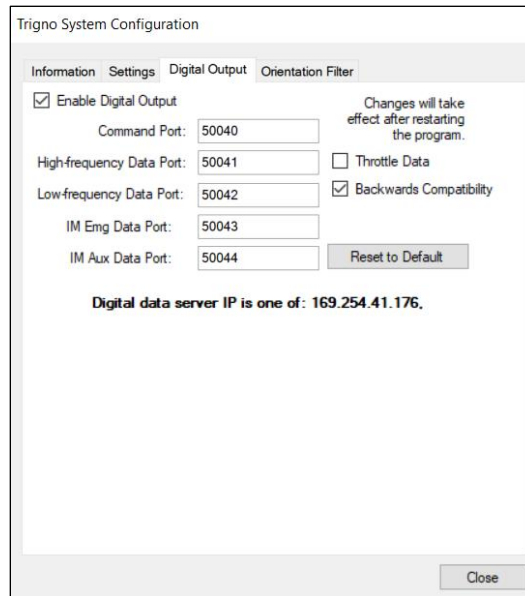 Trigno System Configuration
Information Settings Digital Output Orientation Filter
Enable Digital Output
Changes will take
effect after restarting
the program.
Command Port: 50040
High-frequency Data Port: 50041
Throttle Data
Low-frequency Data Port: 50042
Backwards Compatibility
IM Emg Data Port: 50043
IM Aux Data Port: 50044
Reset to Default
Digital data server IP is one of: 169.254.41.176,
Close